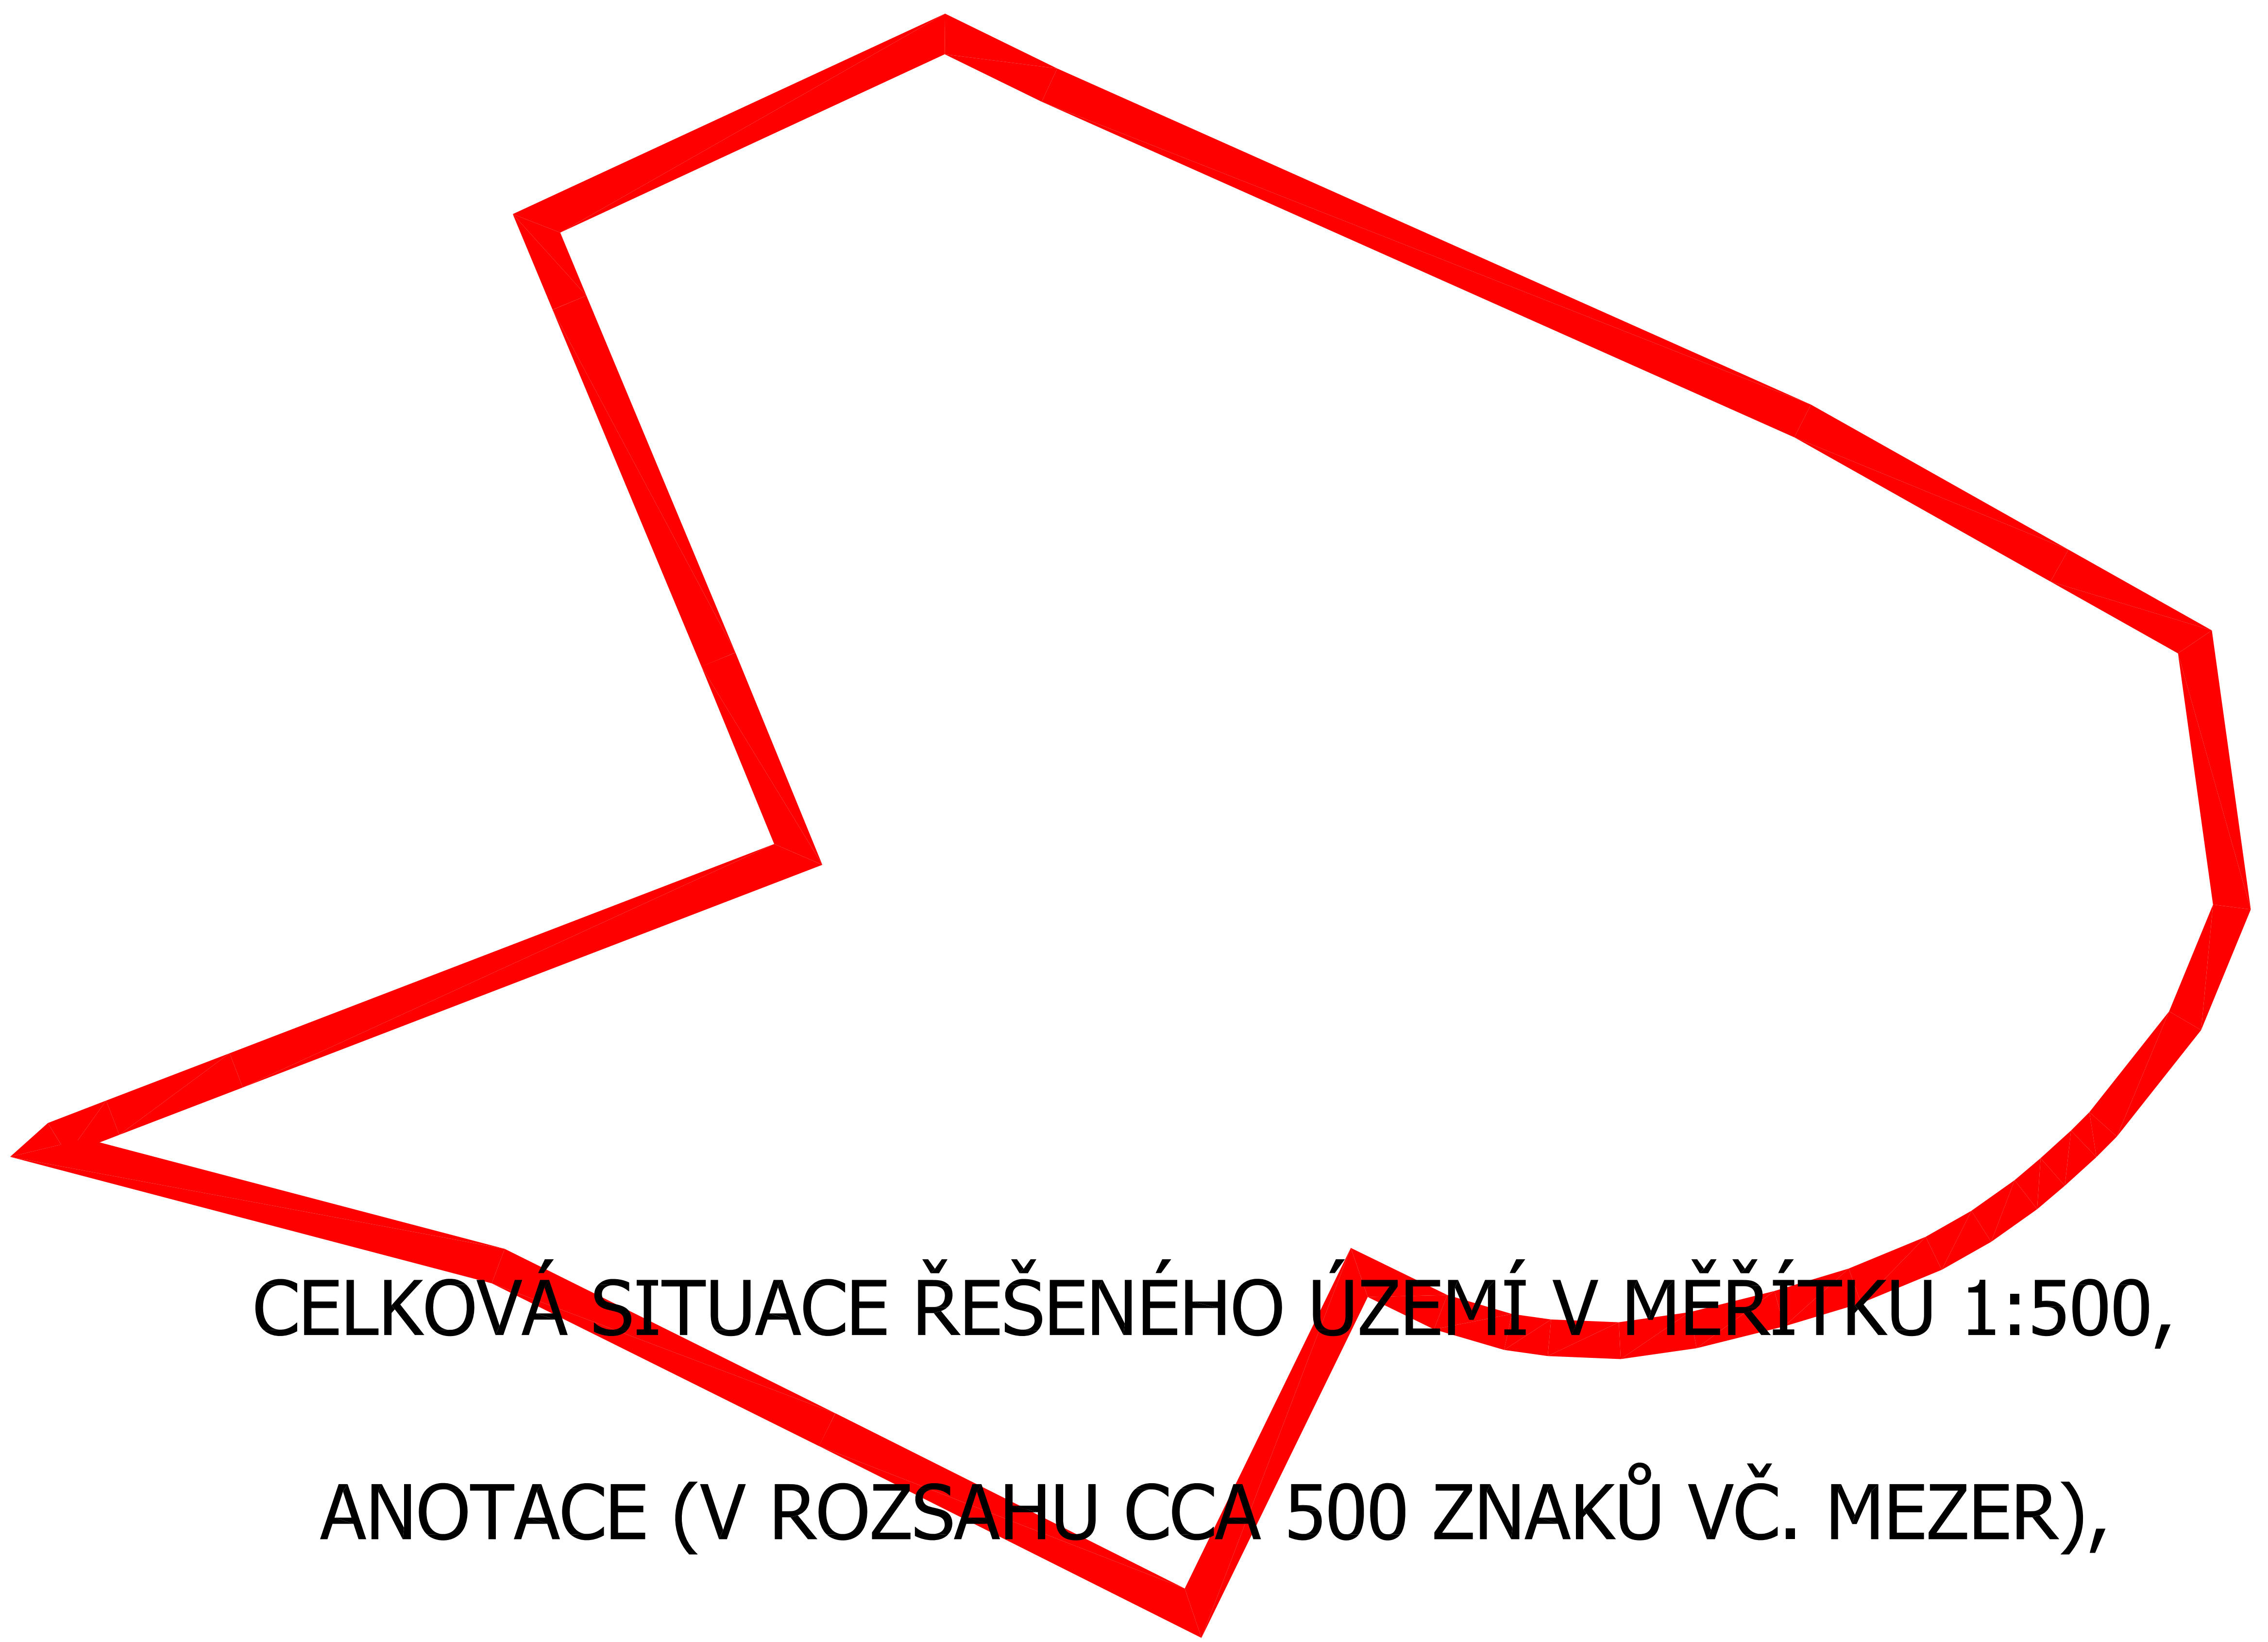 CELKOVÁ SITUACE ŘEŠENÉHO ÚZEMÍ V MĚŘÍTKU 1:500,
ANOTACE (V ROZSAHU CCA 500 ZNAKŮ VČ. MEZER),